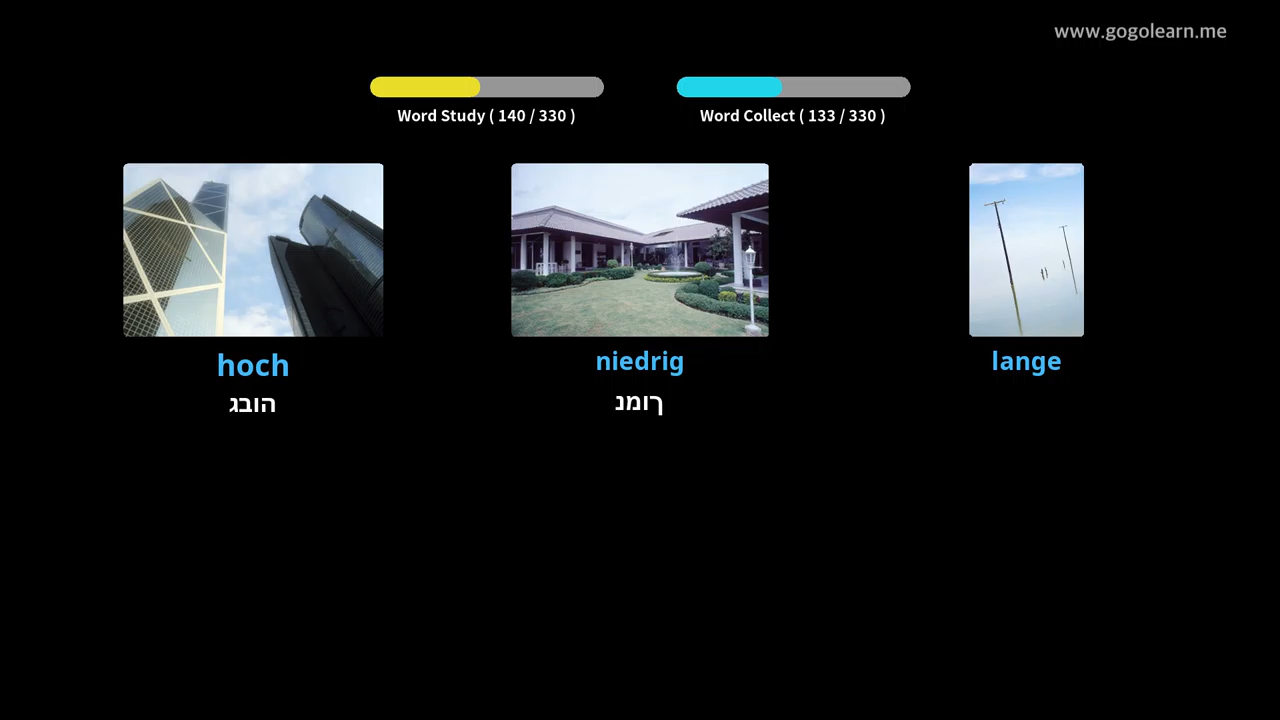 www.gogolearn.me
Word Study ( 140 / 330 )
Word Collect ( 133 / 330 )
hoch
הובג
niedrig
ךומנ
lange